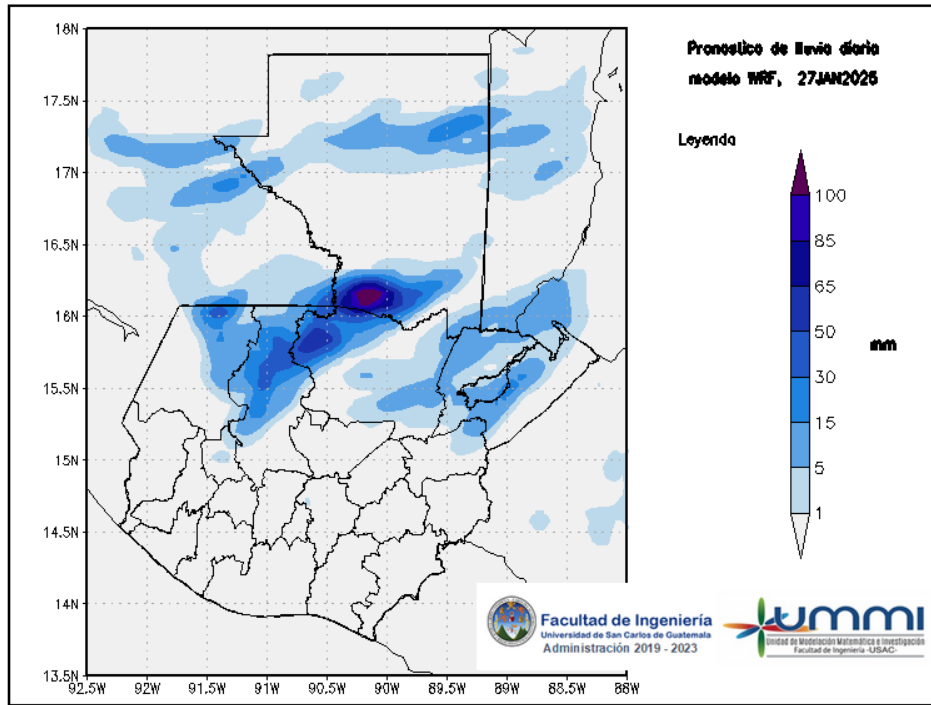 Pronostico de lluvia diaria
modelo WRF, 27JAN2025
Leyenda
100
85
65
50
30
15
5
1
mm
18N
17.5N
17N
16.5N
16N
15.5N
15N
14.5N
14N
13.5N
92.5W
92W
91.5W
91W
90.5W
90W
89.5W
89W
88.5W
88W
Facultad de Ingeniería
Universidad de San Carlos de Guatemala
Administración 2019 - 2023
ummi
Unidad de Modelación Matemática e Investigación
Facultad de Ingeniería -USAC-